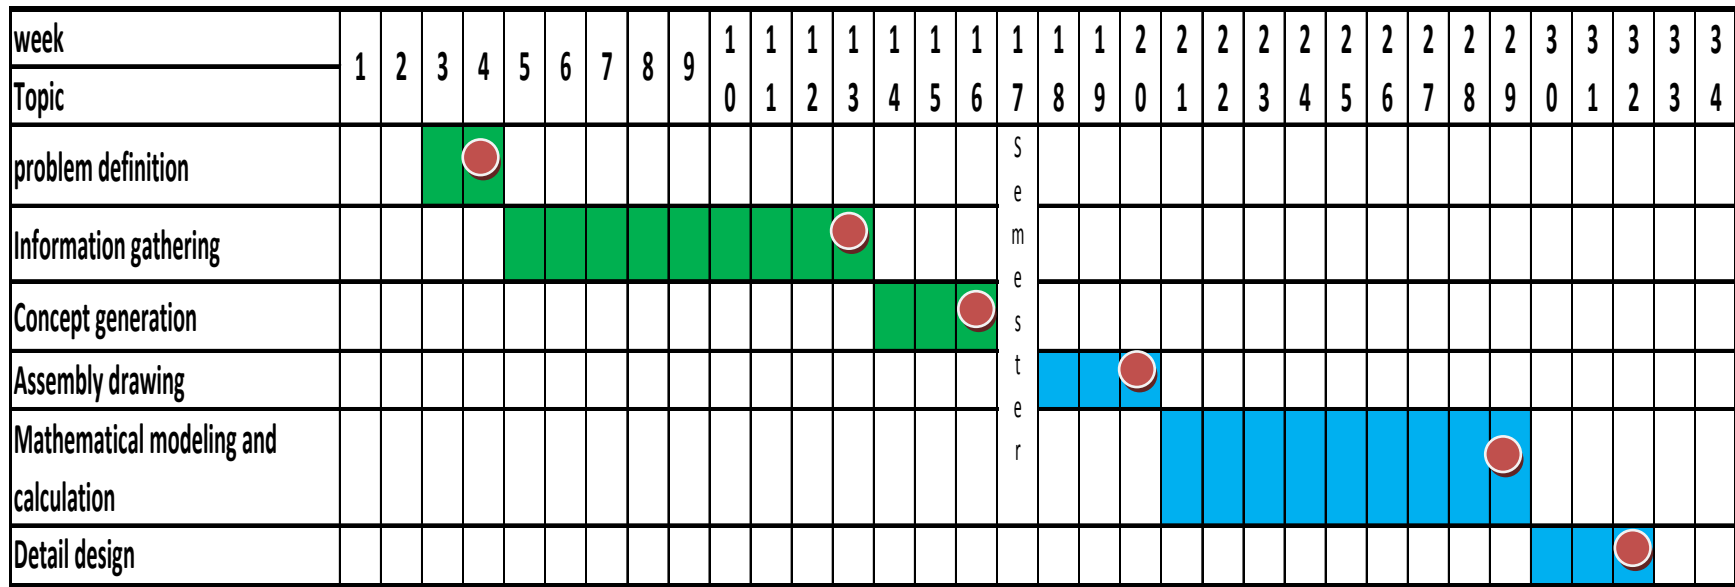 week
Topic
1 2 3 4 5 6 7 8 9 10 11 12 13 14 15 16 17 18 19 20 21 22 23 24 25 26 27 28 29 30 31 32 33 34
problem definition
Information gathering
Concept generation
Assembly drawing
Mathematical modeling and
calculation
Detail design
Semester